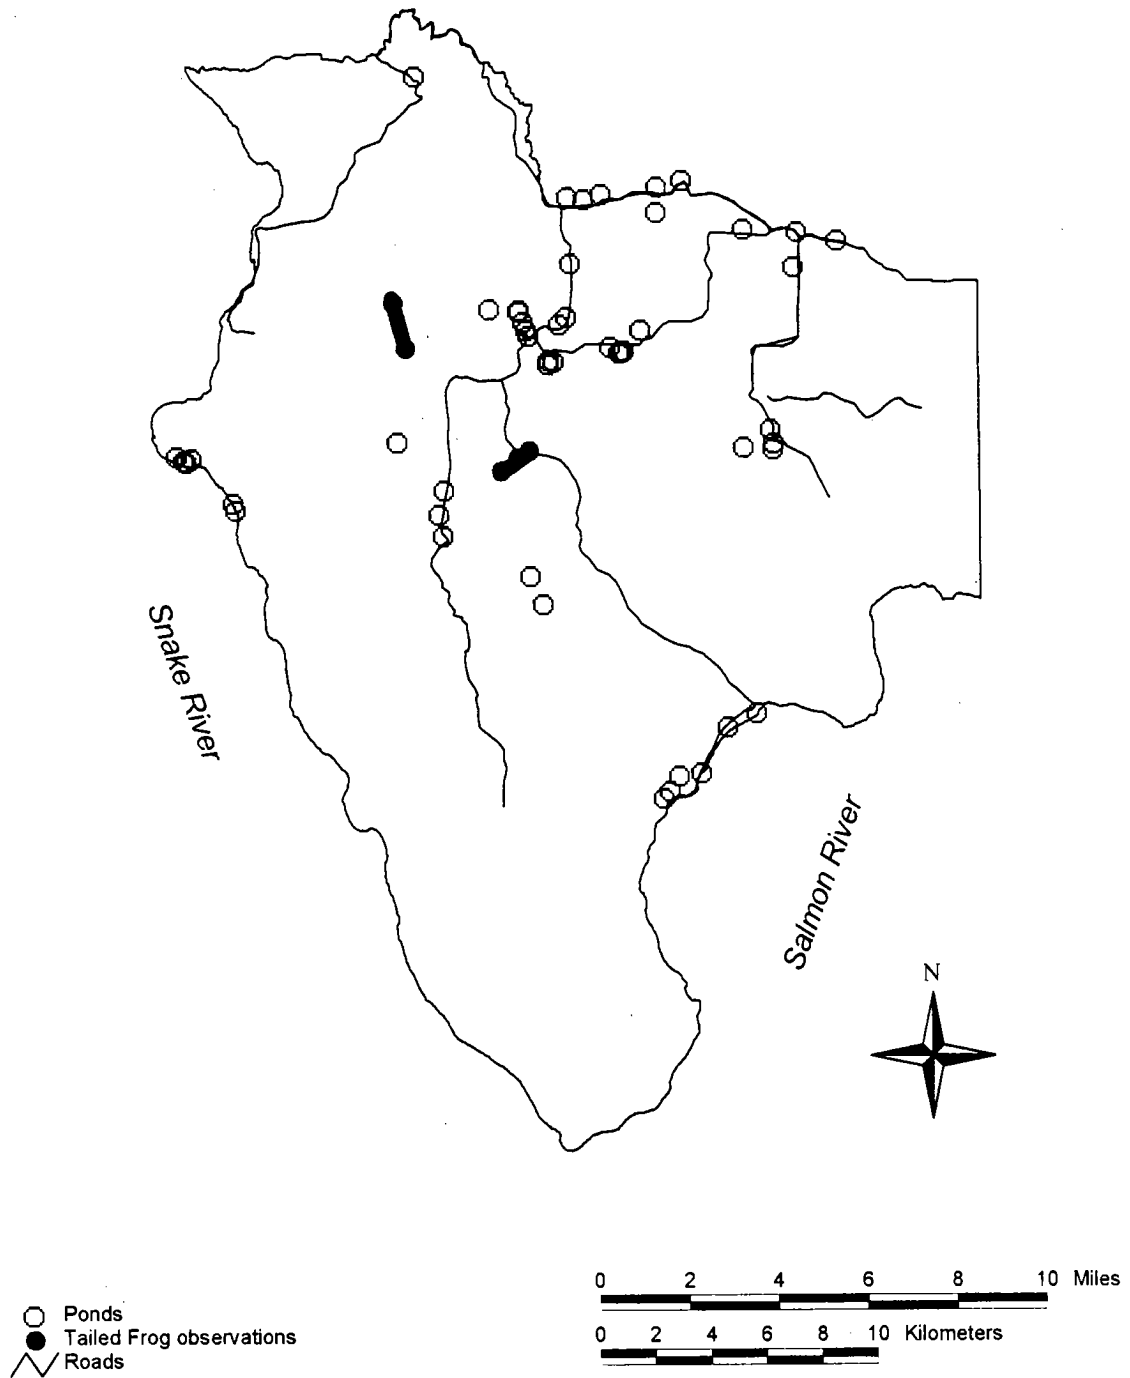 Snake River
Salmon River
N
0 2 4 6 8 10 Miles
0 2 4 6 8 10 Kilometers
Ponds
Tailed Frog observations
Roads